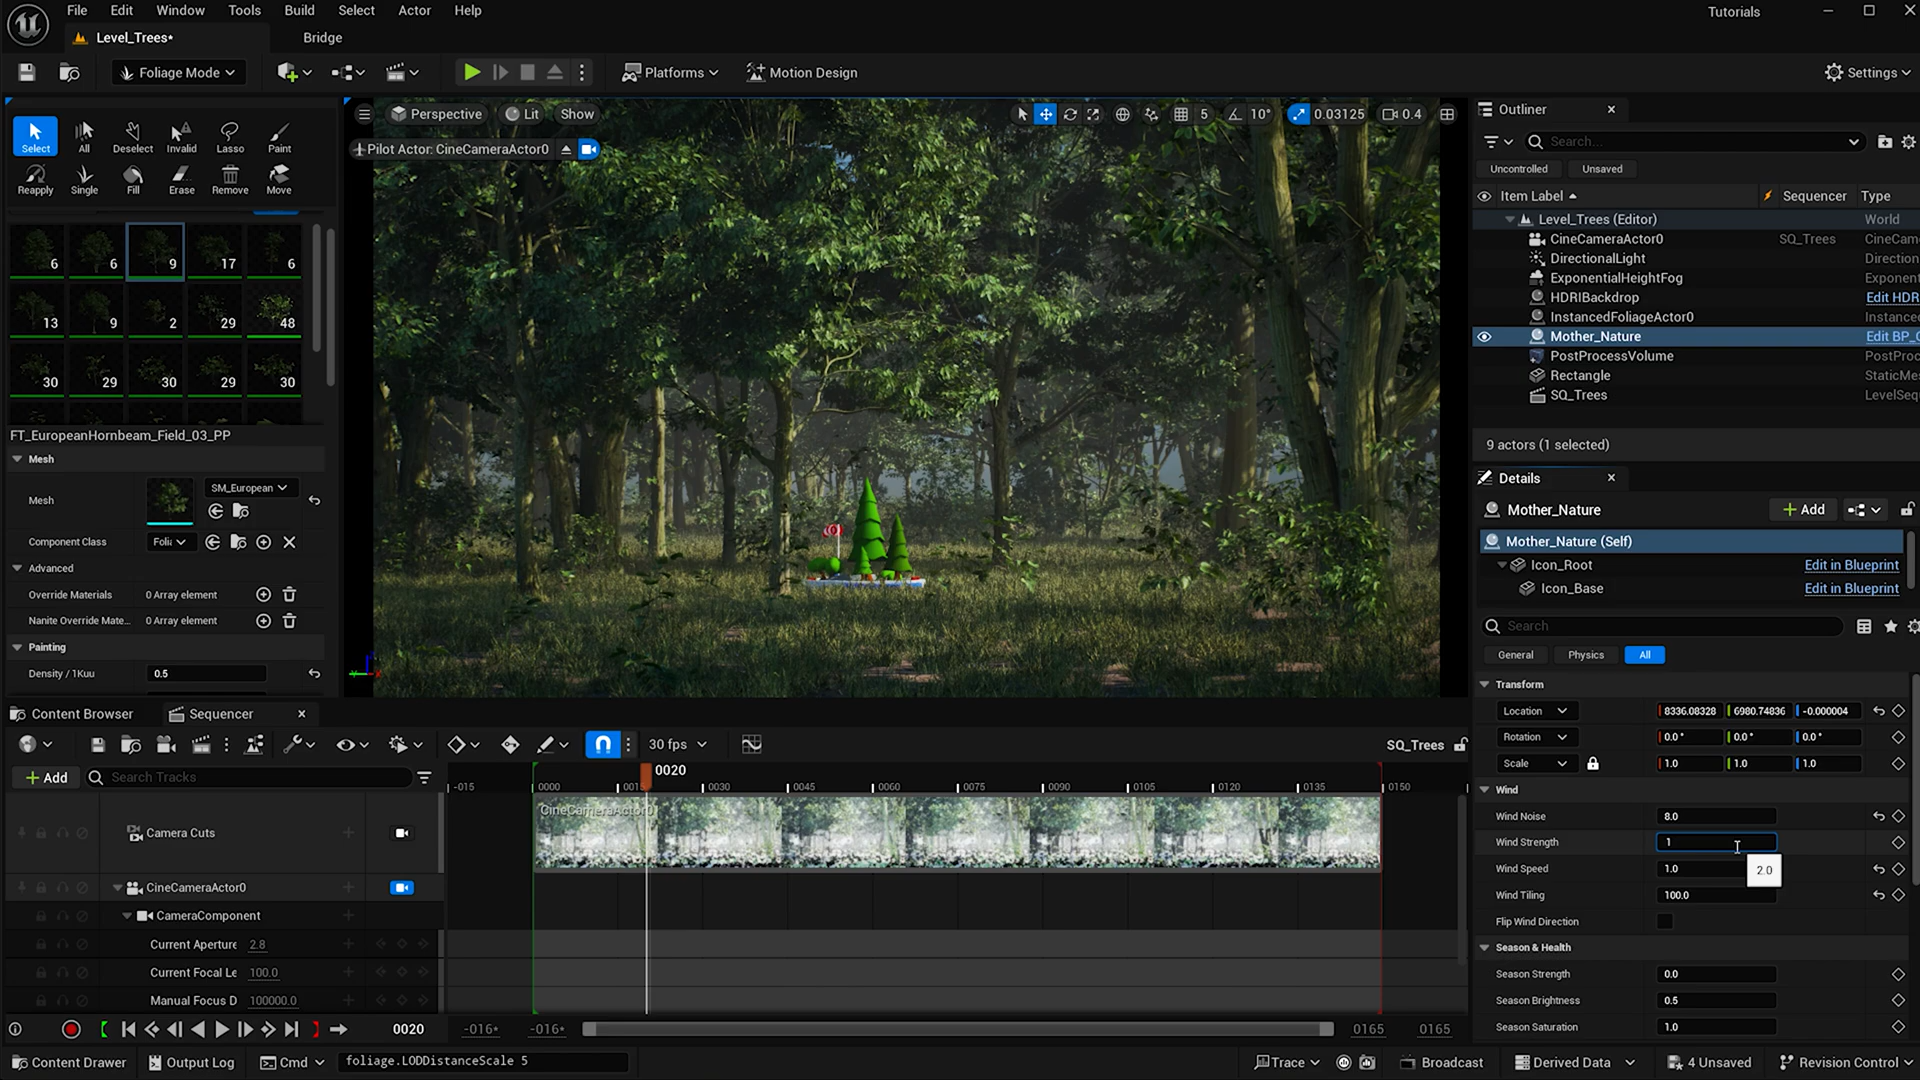 File Edit Window Tools Build Select Actor Help
Tutorials
Level_Trees*
Bridge
Foliage Mode
Platforms
Motion Design
Settings
Select All Deselect Invalid Lasso Paint
Reapply Single Fill Erase Remove Move
6 6 9 17 6
13 9 2 29 48
30 29 30 29 30
FT_EuropeanHornbeam_Field_03_PP
Mesh
Mesh
SM_European
Component Class
Folia
Advanced
Override Materials 0 Array element
Nanite Override Mate... 0 Array element
Painting
Density / 1Kuu 0.5
Perspective Lit Show
5 10° 0.03125 0.4
Pilot Actor: CineCameraActor0
Outliner
Search...
Uncontrolled Unsaved
Item Label Sequencer Type
Level_Trees (Editor) World
CineCameraActor0 SQ_Trees CineCam
DirectionalLight Direction
ExponentialHeightFog Exponent
HDRIBackdrop Edit HDR
InstancedFoliageActor0 Instanced
Mother_Nature Edit BP_
PostProcessVolume PostProc
Rectangle StaticMes
SQ_Trees LevelSeq
9 actors (1 selected)
Details
Mother_Nature
Add
Mother_Nature (Self)
Icon_Root Edit in Blueprint
Icon_Base Edit in Blueprint
Search
General Physics All
Transform
Location 8336.08328 6980.74836 -0.000004
Rotation 0.0° 0.0° 0.0°
Scale 1.0 1.0 1.0
Wind
Wind Noise 8.0
Wind Strength 1
Wind Speed 1.0
2.0
Wind Tiling 100.0
Flip Wind Direction
Season & Health
Season Strength 0.0
Season Brightness 0.5
Season Saturation 1.0
Content Browser Sequencer
30 fps
SQ_Trees
Add
Search Tracks
0020
-015 0000 0015 0030 0045 0060 0075 0090 0105 0120 0135 0150
CineCameraActor0
Camera Cuts
CineCameraActor0
CameraComponent
Current Aperture 2.8
Current Focal Le 100.0
Manual Focus D 100000.0
0020
-016* -016* 0165 0165
Content Drawer Output Log Cmd foliage.LODDistanceScale 5
Trace Broadcast Derived Data 4 Unsaved Revision Control